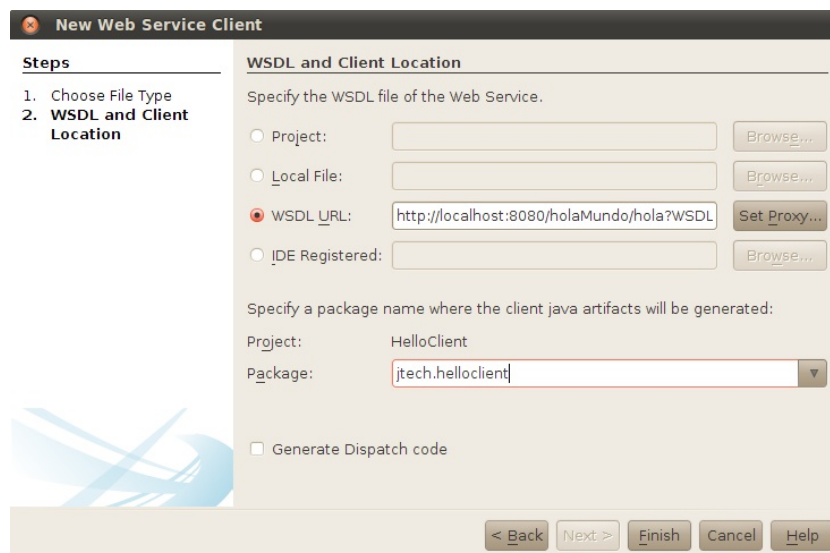 New Web Service Client
Steps
1. Choose File Type
2. WSDL and Client
Location
WSDL and Client Location
Specify the WSDL file of the Web Service.
Project:
Browse...
Local File:
Browse...
WSDL URL:
http://localhost:8080/holaMundo/hola?WSDL
Set Proxy...
IDE Registered:
Browse...
Specify a package name where the client java artifacts will be generated:
Project:
HelloClient
Package:
jtech.helloclient
Generate Dispatch code
< Back
Next >
Finish
Cancel
Help